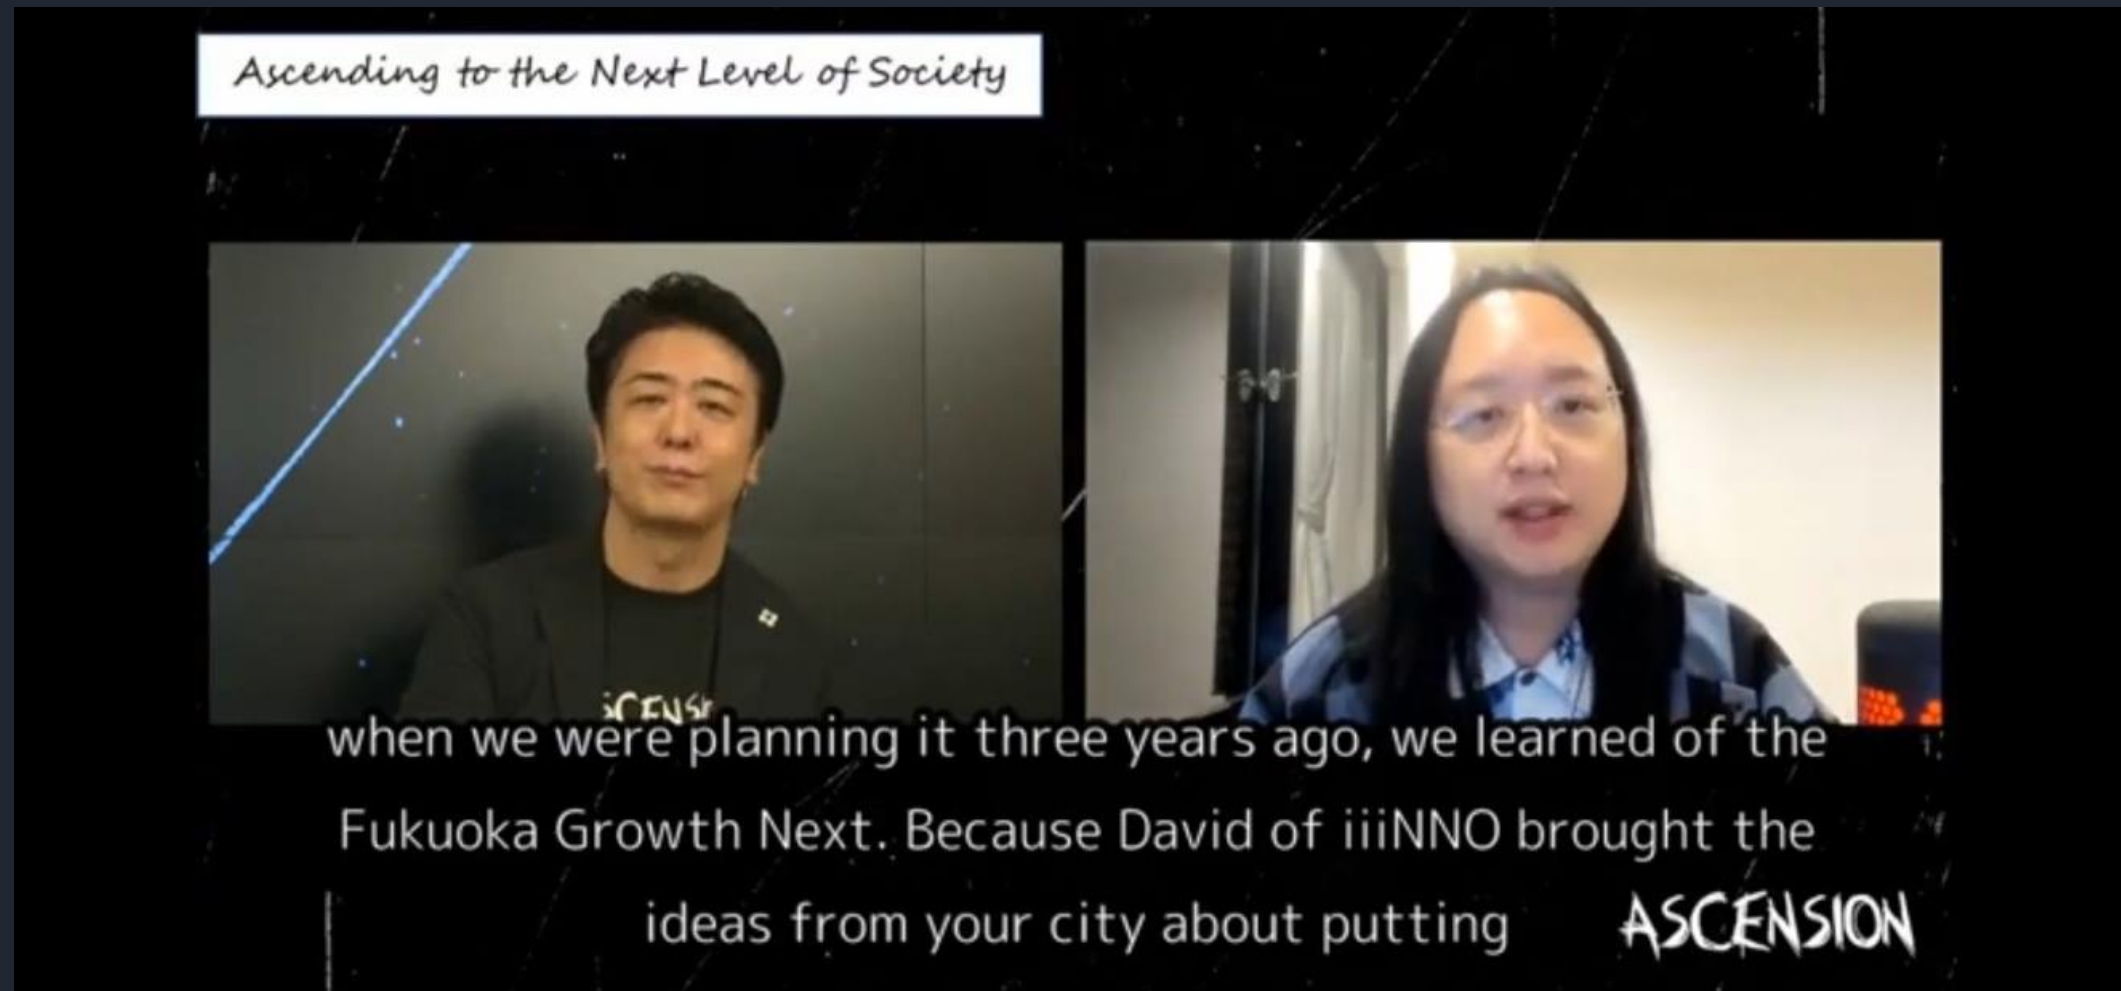 Ascending to the Next Level of Society
when we were planning it three years ago, we learned of the
Fukuoka Growth Next. Because David of iiiNNO brought the
ideas from your city about putting
ASCENSION